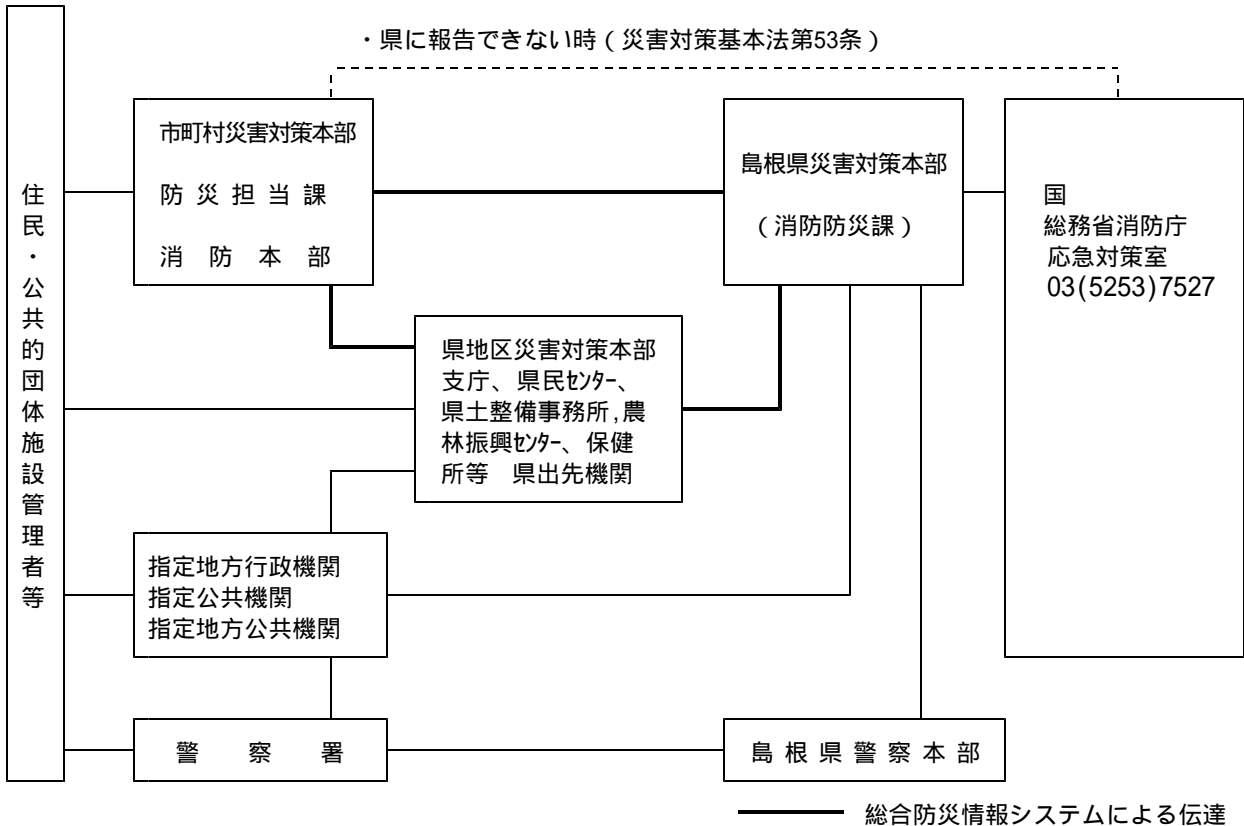 ・県に報告できない時（災害対策基本法第53条）
住民・公共的団体施設管理者等
市町村災害対策本部
防災担当課
消防本部
島根県災害対策本部
（消防防災課）
国
総務省消防庁
応急対策室
03(5253)7527
県地区災害対策本部
支庁、県民ｾﾝﾀｰ、
県土整備事務所,農
林振興ｾﾝﾀｰ、保健
所等　県出先機関
指定地方行政機関
指定公共機関
指定地方公共機関
警察署
島根県警察本部
総合防災情報システムによる伝達